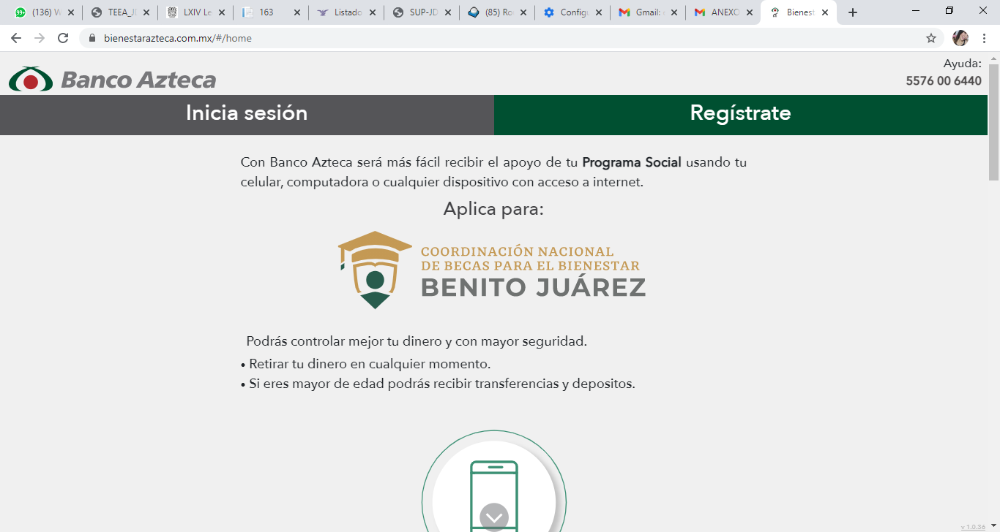 (136) W
TEEA_JI
LXIV Le
163
Listado
SUP-JD
(85) Ro
Configu
Gmail:
ANEXO
Bienest
bienestarazteca.com.mx/#/home
Banco Azteca
Ayuda:
5576 00 6440
Inicia sesión
Regístrate
Con Banco Azteca será más fácil recibir el apoyo de tu Programa Social usando tu
celular, computadora o cualquier dispositivo con acceso a internet.
Aplica para:
COORDINACIÓN NACIONAL
DE BECAS PARA EL BIENESTAR
BENITO JUÁREZ
Podrás controlar mejor tu dinero y con mayor seguridad.
• Retirar tu dinero en cualquier momento.
• Si eres mayor de edad podrás recibir transferencias y depositos.
v 1.0.36